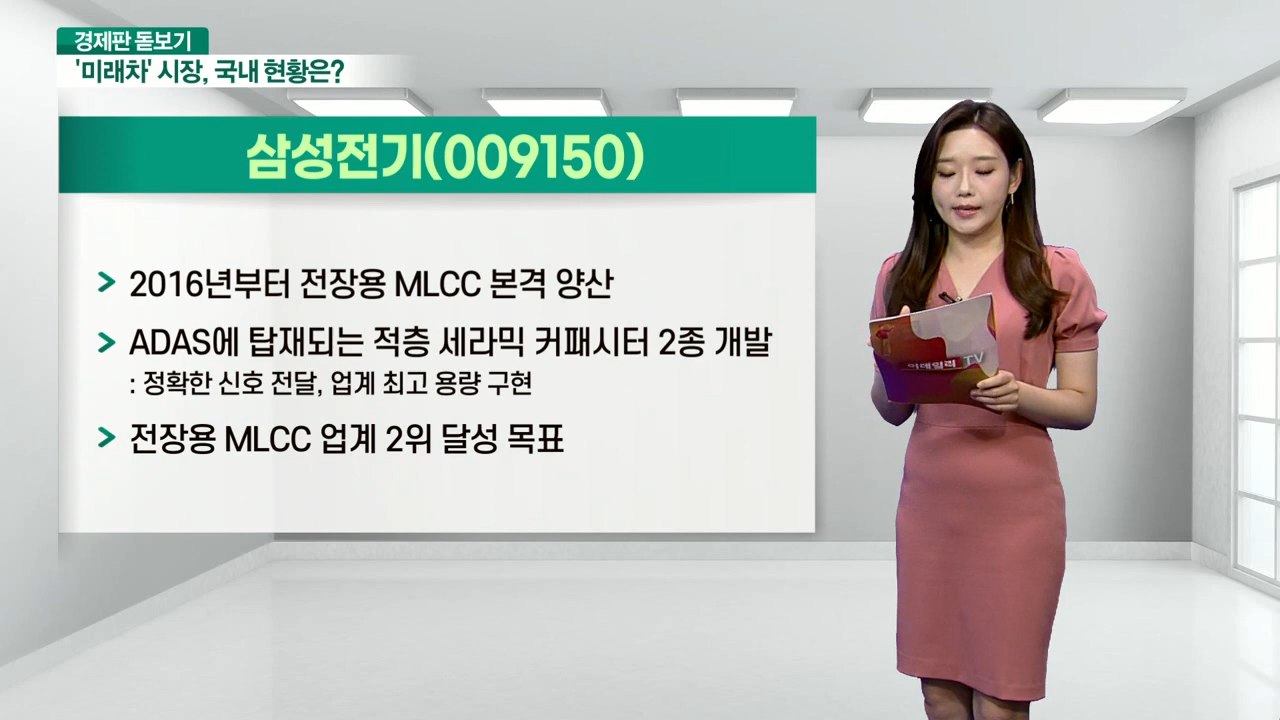 경제판 돋보기
'미래차' 시장, 국내 현황은?
삼성전기(009150)
> 2016년부터 전장용 MLCC 본격 양산
> ADAS에 탑재되는 적층 세라믹 커패시터 2종 개발
: 정확한 신호 전달, 업계 최고 용량 구현
> 전장용 MLCC 업계 2위 달성 목표
이데일리 TV